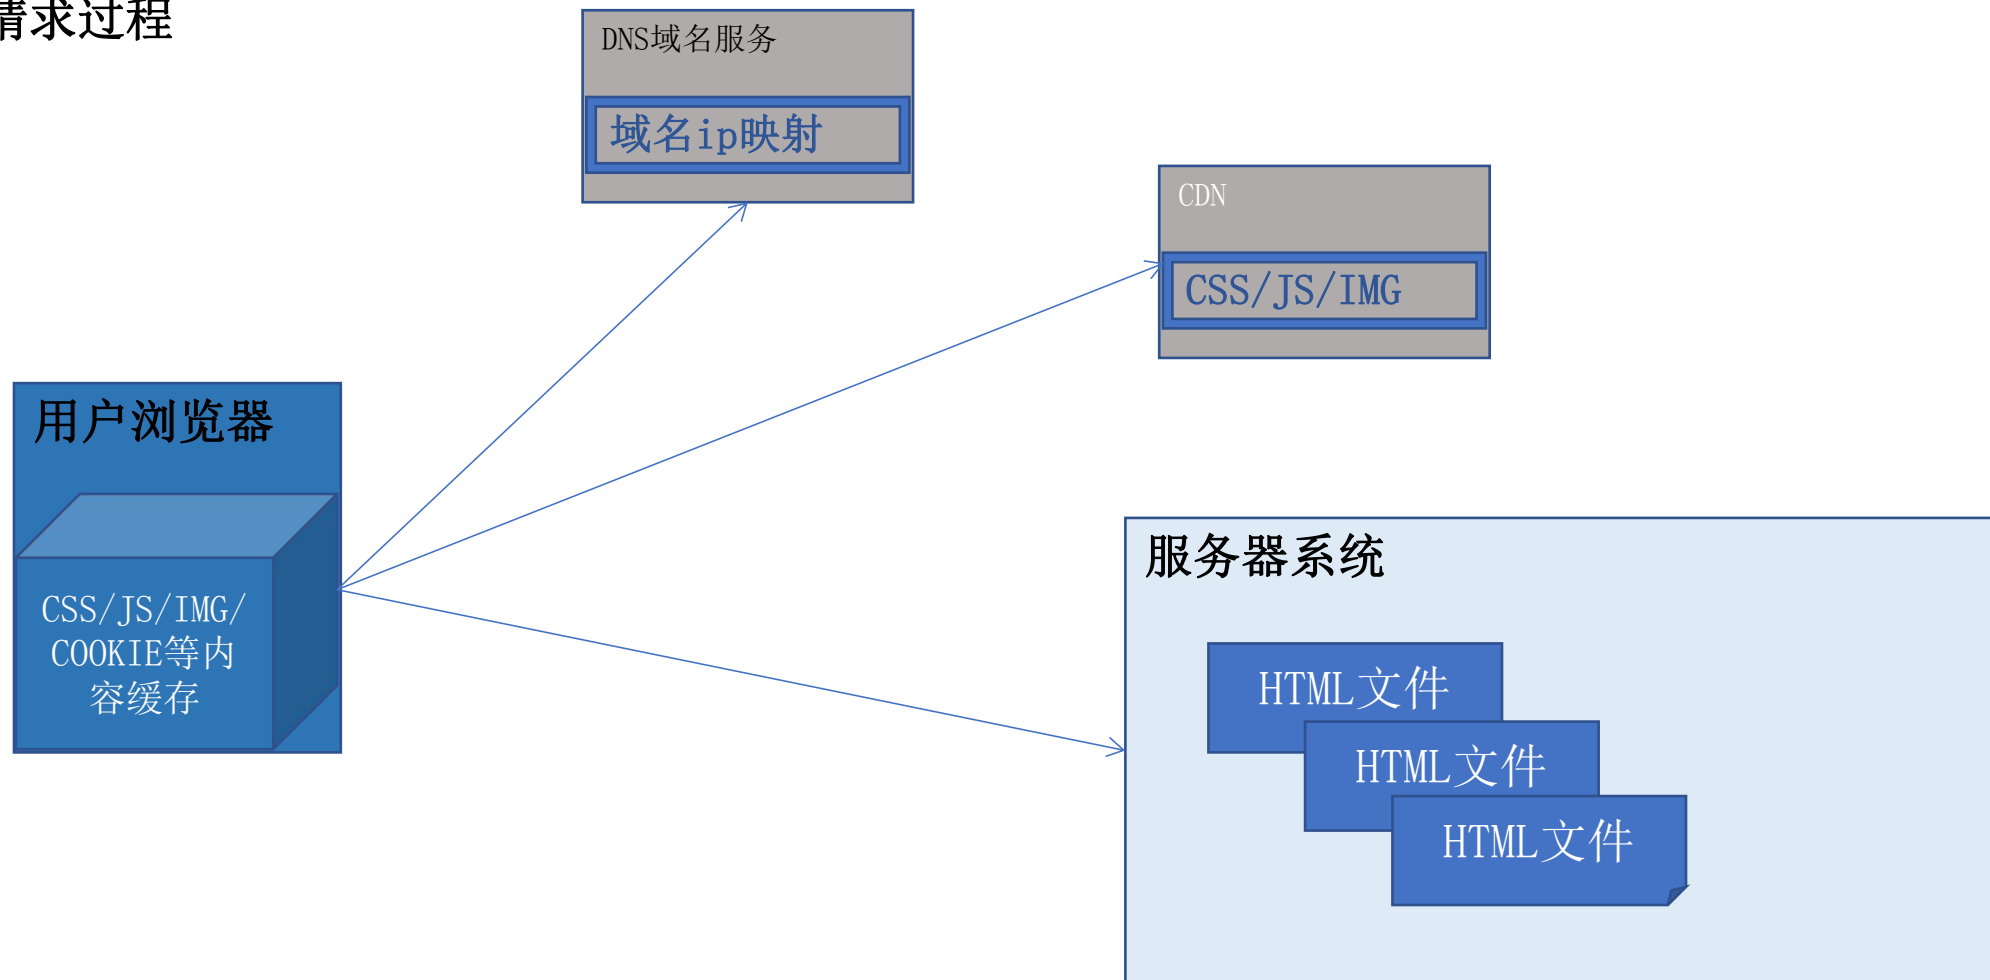 请求过程
DNS域名服务
域名ip映射
CDN
CSS/JS/IMG
用户浏览器
CSS/JS/IMG/
COOKIE等内
容缓存
服务器系统
HTML文件
HTML文件
HTML文件